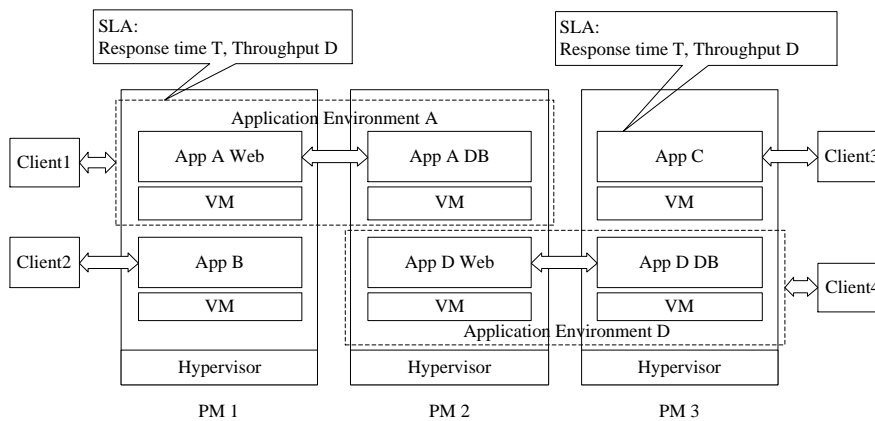 SLA:
Response time T, Throughput D
SLA:
Response time T, Throughput D
Application Environment A
Client1
App A Web
App A DB
App C
Client3
VM
VM
VM
Client2
App B
App D Web
App D DB
Client4
VM
VM
VM
Application Environment D
Hypervisor
Hypervisor
Hypervisor
PM 1
PM 2
PM 3